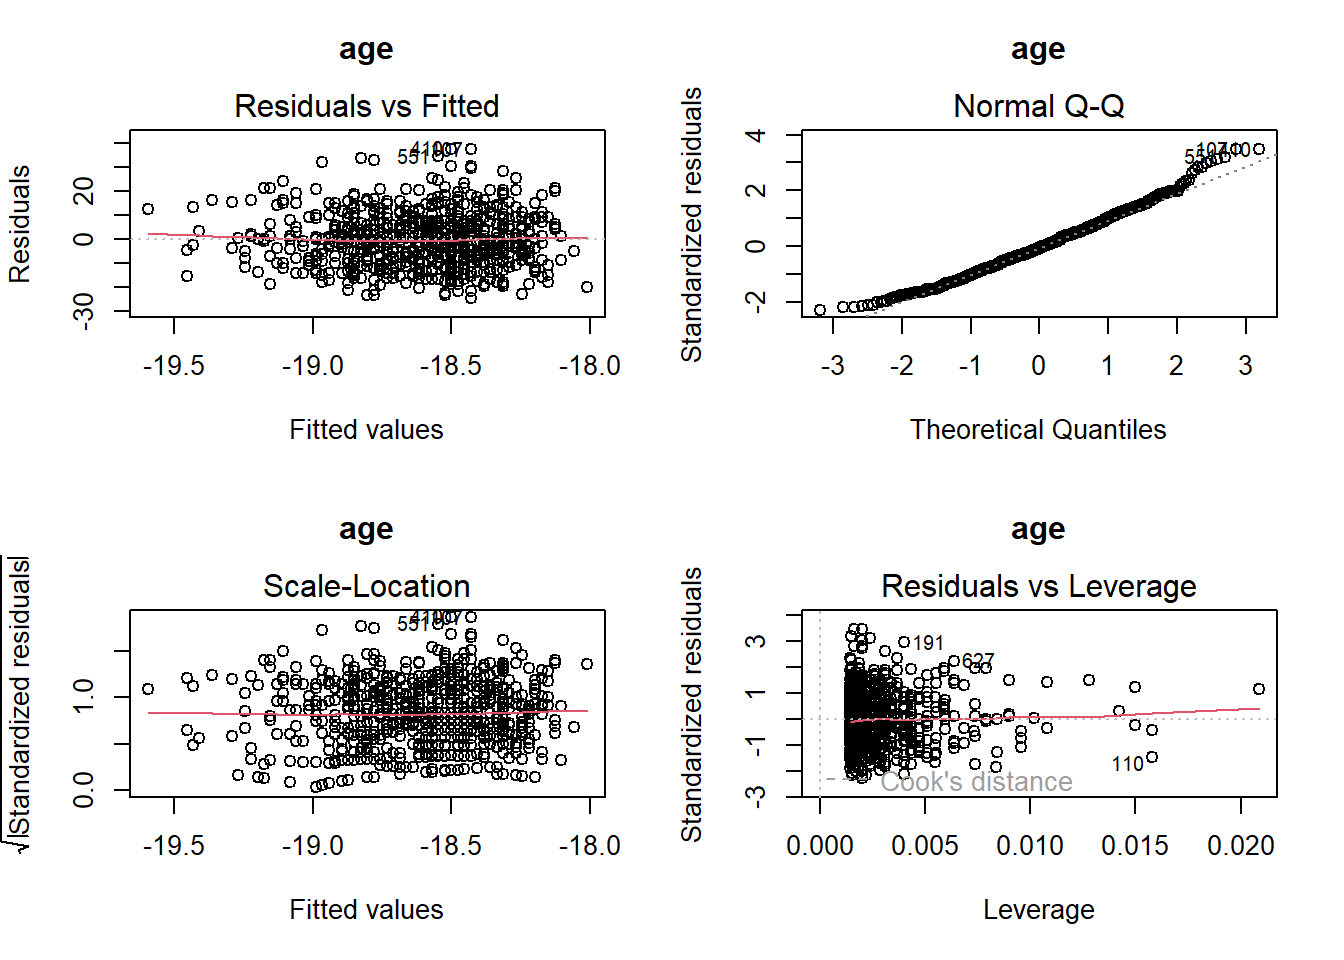 age
Residuals vs Fitted
Residuals
20
0
-30
551
-19.5 -19.0 -18.5 -18.0
Fitted values
age
Normal Q-Q
Standardized residuals
4
2
0
-2
-3 -2 -1 0 1 2 3
Theoretical Quantiles
age
Scale-Location
√|Standardized residuals|
1.0
0.0
551
-19.5 -19.0 -18.5 -18.0
Fitted values
age
Residuals vs Leverage
Standardized residuals
3
1
-1
-3
191
627
110
Cook's distance
0.000 0.005 0.010 0.015 0.020
Leverage